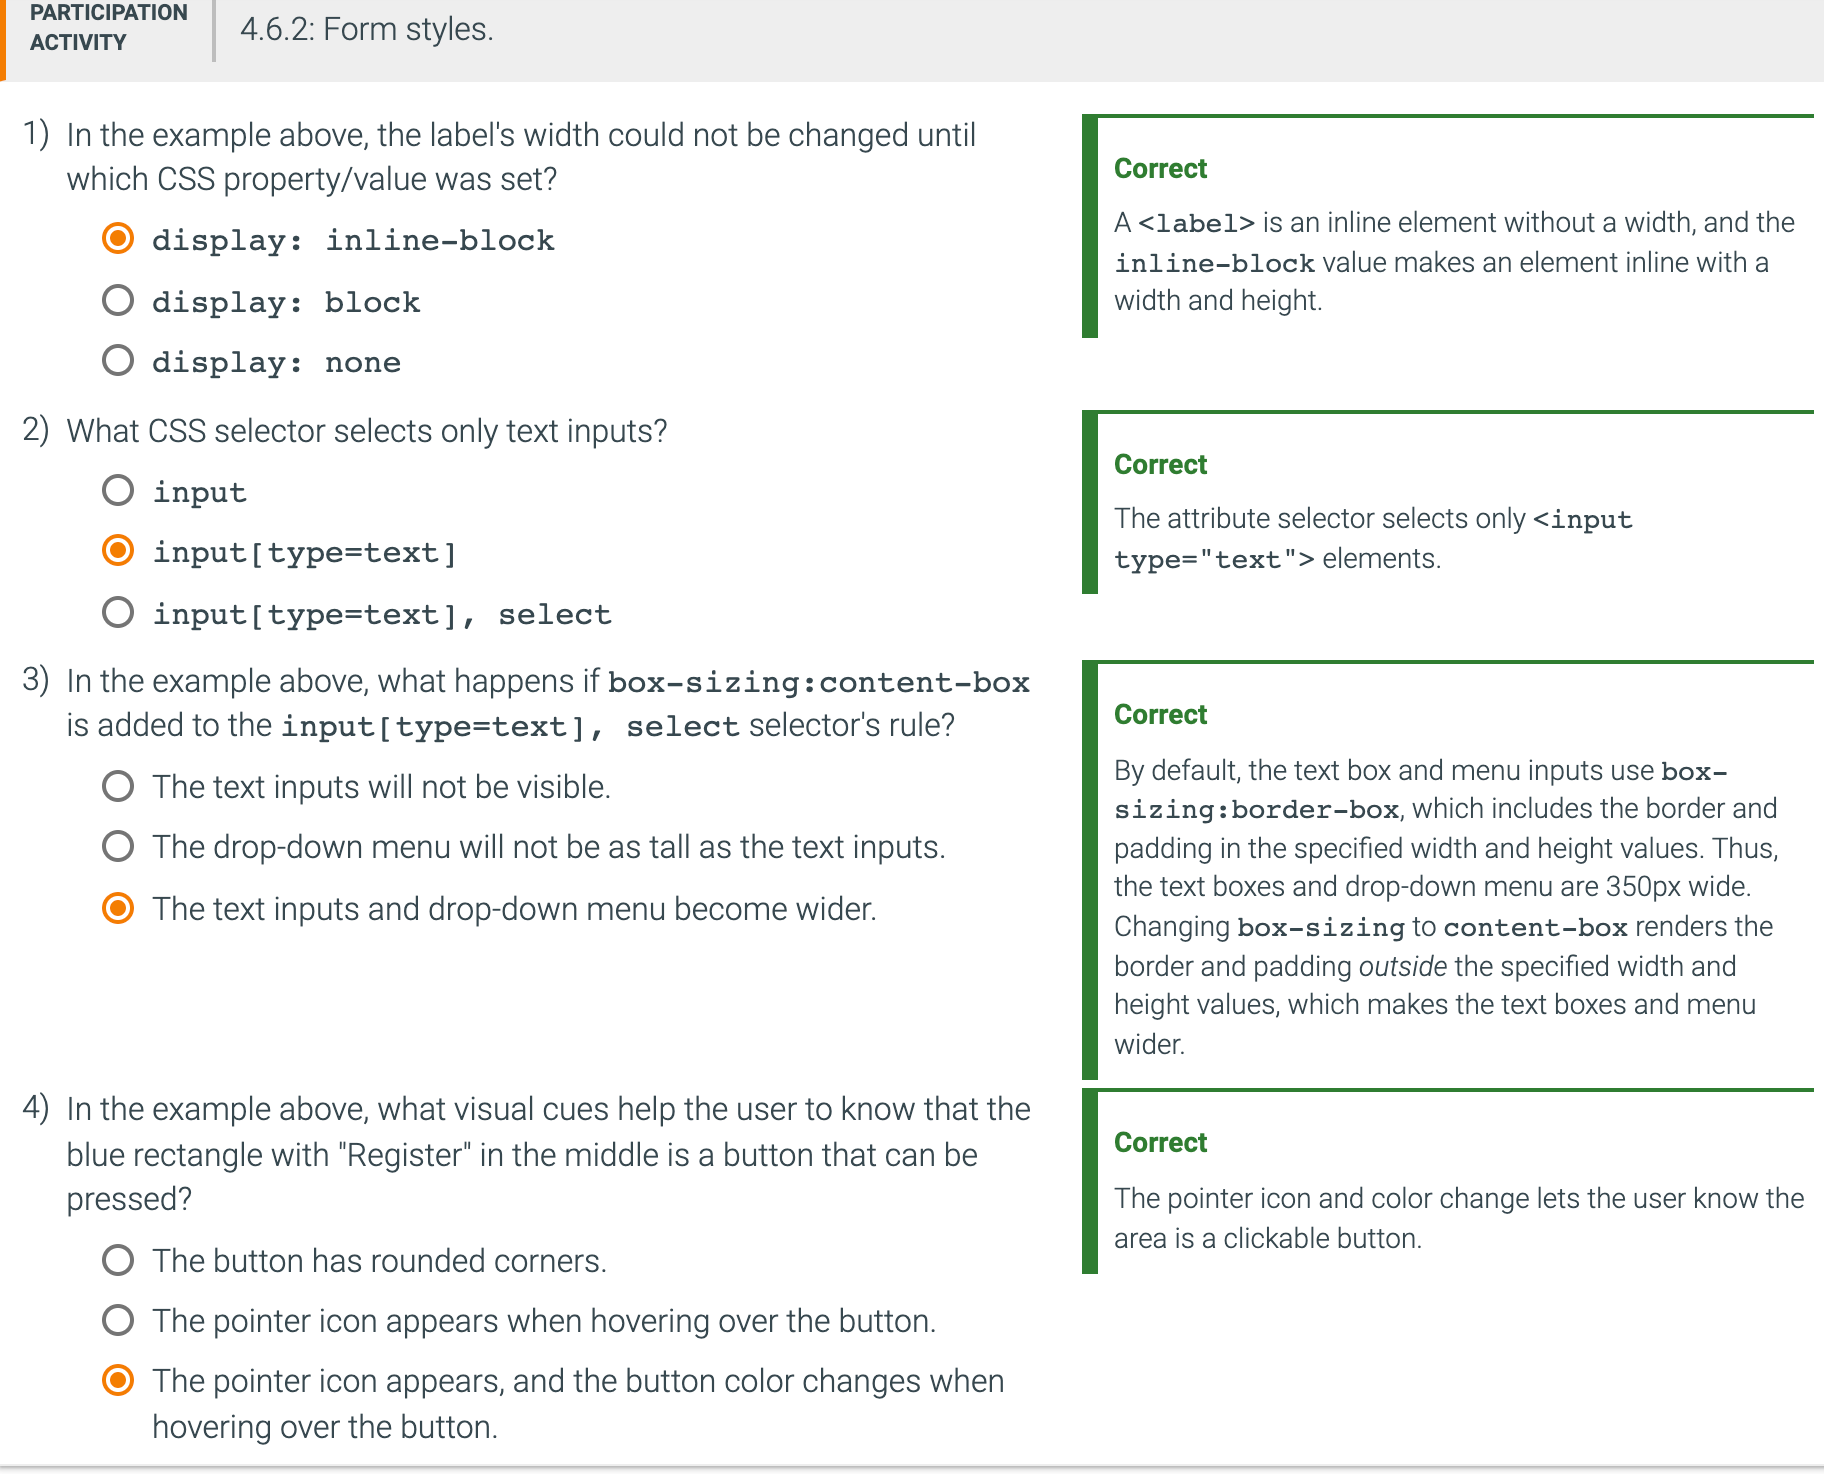 PARTICIPATION
ACTIVITY
4.6.2: Form styles.
1) In the example above, the label's width could not be changed until
which CSS property/value was set?
display: inline-block
display: block
display: none
Correct
A <label> is an inline element without a width, and the
inline-block value makes an element inline with a
width and height.
2) What CSS selector selects only text inputs?
input
input[type=text]
input[type=text], select
Correct
The attribute selector selects only <input
type="text"> elements.
3) In the example above, what happens if box-sizing:content-box
is added to the input[type=text], select selector's rule?
The text inputs will not be visible.
The drop-down menu will not be as tall as the text inputs.
The text inputs and drop-down menu become wider.
Correct
By default, the text box and menu inputs use box-
sizing:border-box, which includes the border and
padding in the specified width and height values. Thus,
the text boxes and drop-down menu are 350px wide.
Changing box-sizing to content-box renders the
border and padding outside the specified width and
height values, which makes the text boxes and menu
wider.
4) In the example above, what visual cues help the user to know that the
blue rectangle with "Register" in the middle is a button that can be
pressed?
The button has rounded corners.
The pointer icon appears when hovering over the button.
The pointer icon appears, and the button color changes when
hovering over the button.
Correct
The pointer icon and color change lets the user know the
area is a clickable button.